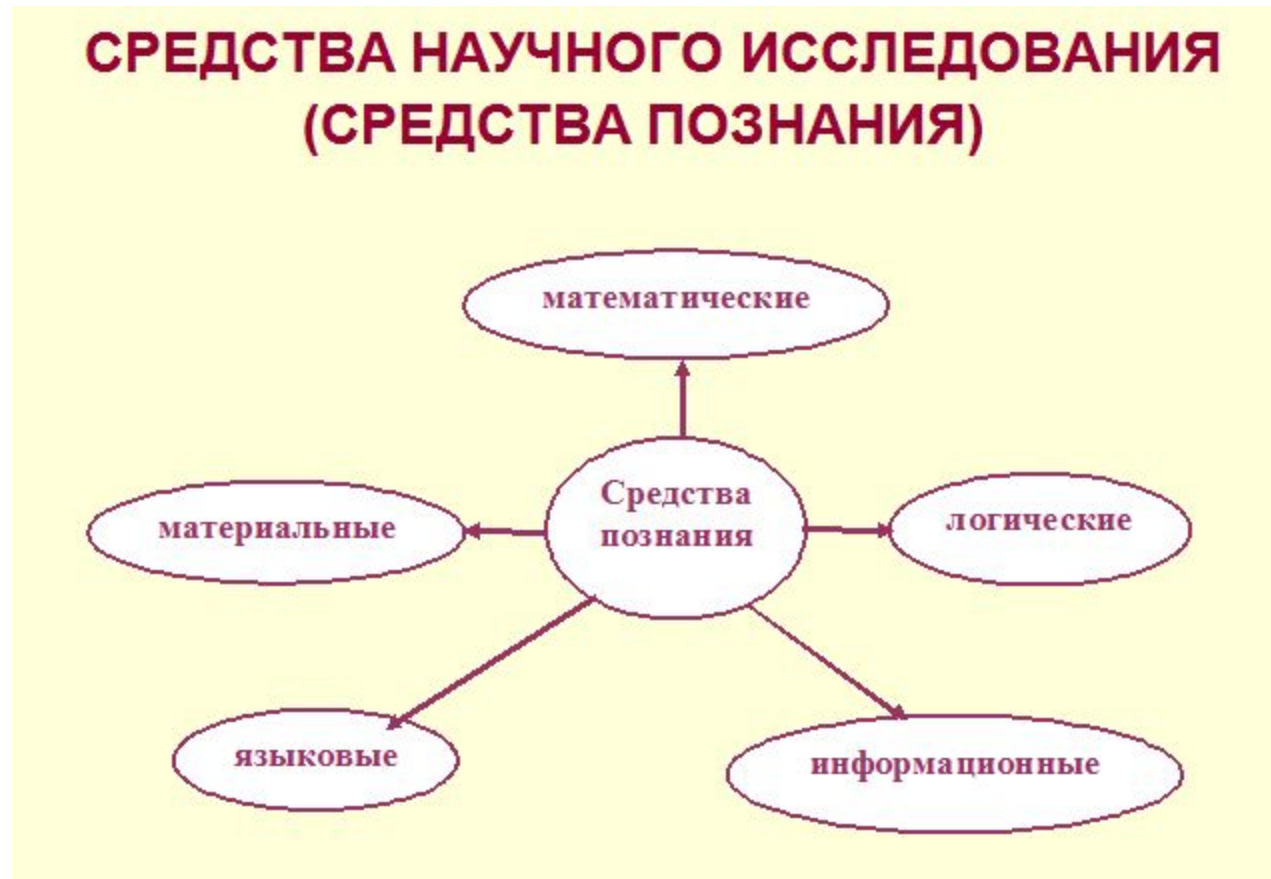 СРЕДСТВА НАУЧНОГО ИССЛЕДОВАНИЯ
(СРЕДСТВА ПОЗНАНИЯ)
математические
Средства
познания
материальные
логические
языковые
информационные